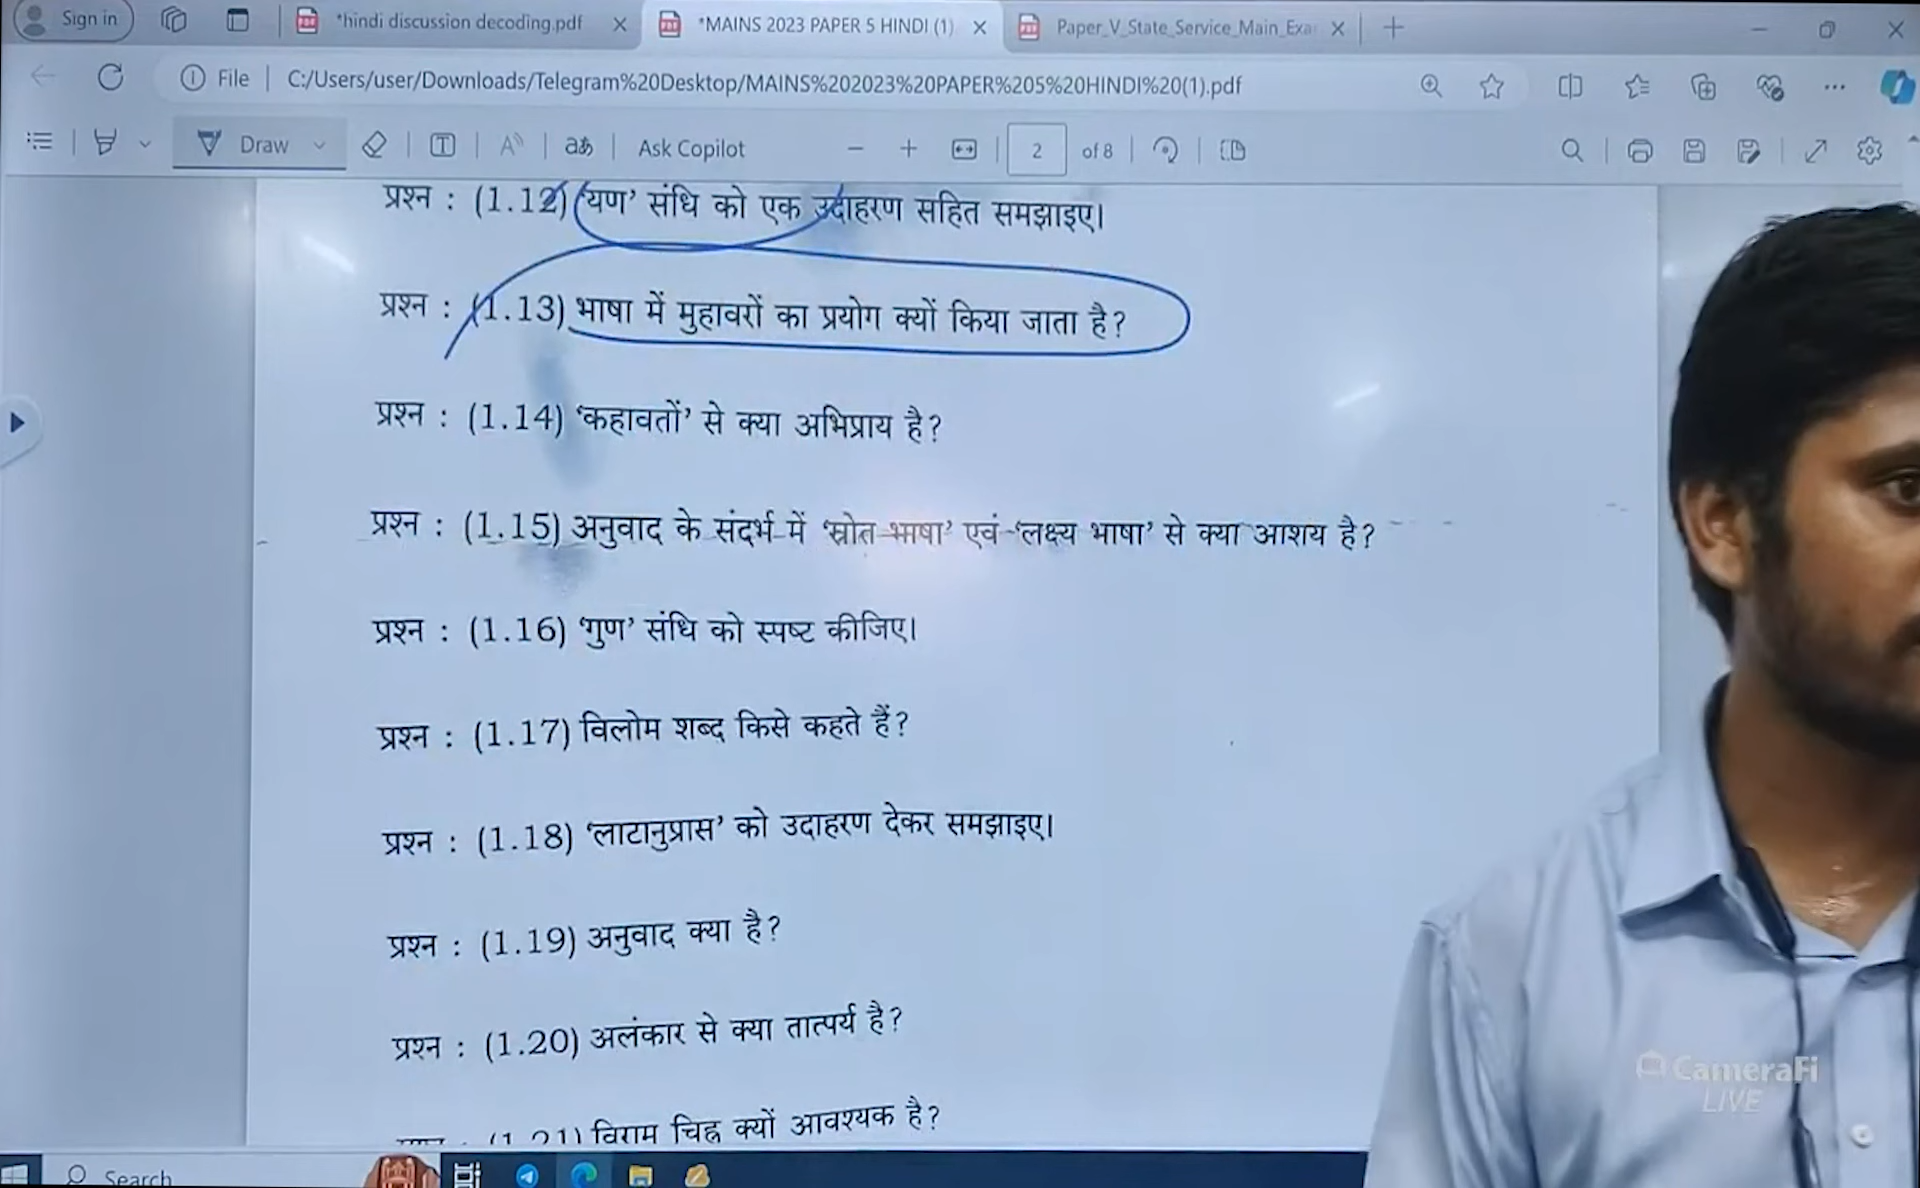 Sign in
*hindi discussion decoding.pdf
*MAINS 2023 PAPER 5 HINDI (1)
Paper_V_State_Service_Main_Exa
File
C:/Users/user/Downloads/Telegram%20Desktop/MAINS%202023%20PAPER%205%20HINDI%20(1).pdf
Draw
T
A
aあ
Ask Copilot
2
of 8
प्रश्न : (1.12) ‘यण’ संधि को एक उदाहरण सहित समझाइए।
प्रश्न : (1.13) भाषा में मुहावरों का प्रयोग क्यों किया जाता है?
प्रश्न : (1.14) ‘कहावतों’ से क्या अभिप्राय है?
प्रश्न : (1.15) अनुवाद के संदर्भ में ‘स्रोत भाषा’ एवं ‘लक्ष्य भाषा’ से क्या आशय है?
प्रश्न : (1.16) ‘गुण’ संधि को स्पष्ट कीजिए।
प्रश्न : (1.17) विलोम शब्द किसे कहते हैं?
प्रश्न : (1.18) ‘लाटानुप्रास’ को उदाहरण देकर समझाइए।
प्रश्न : (1.19) अनुवाद क्या है?
प्रश्न : (1.20) अलंकार से क्या तात्पर्य है?
(1.21) विराम चिह्न क्यों आवश्यक है?
CameraFi
LIVE
Search